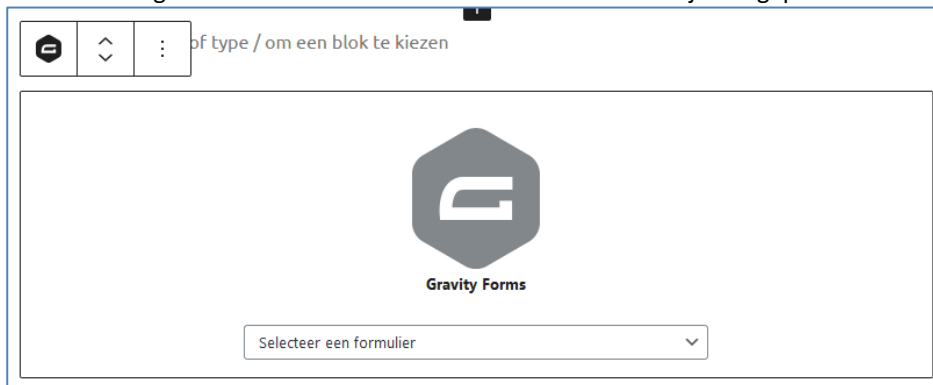 of type / om een blok te kiezen
Gravity Forms
Selecteer een formulier